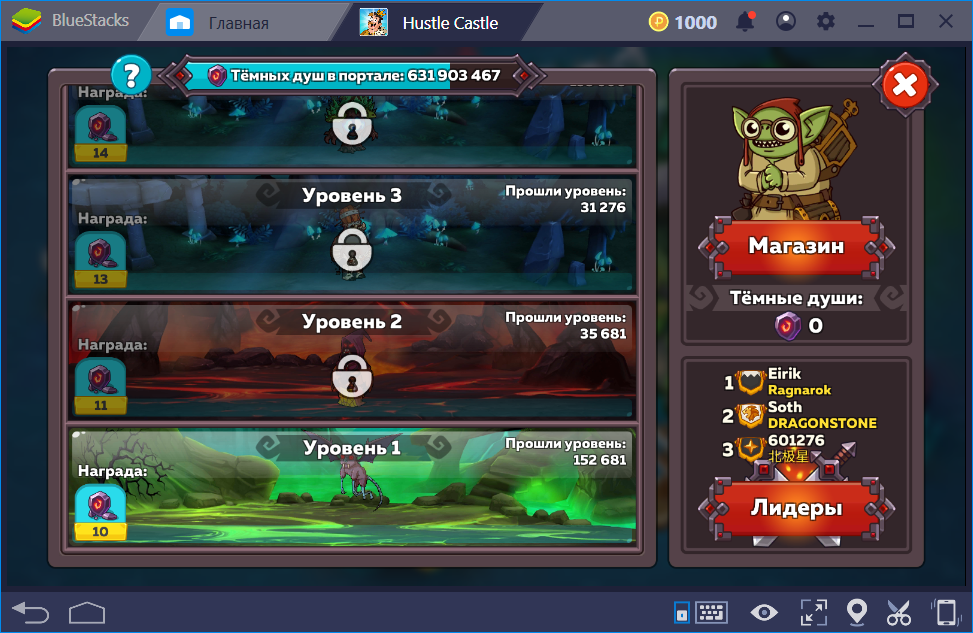 BlueStacks
Главная
Hustle Castle
1000
?
Тёмных душ в портале: 631 903 467
Награда:
14
Уровень 3
Прошли уровень:
31 276
Награда:
13
Уровень 2
Прошли уровень:
35 681
Награда:
11
Уровень 1
Прошли уровень:
152 681
Награда:
10
Магазин
Тёмные души:
0
1 Eirik
Ragnarok
2 Soth
DRAGONSTONE
3 601276
北极星
Лидеры